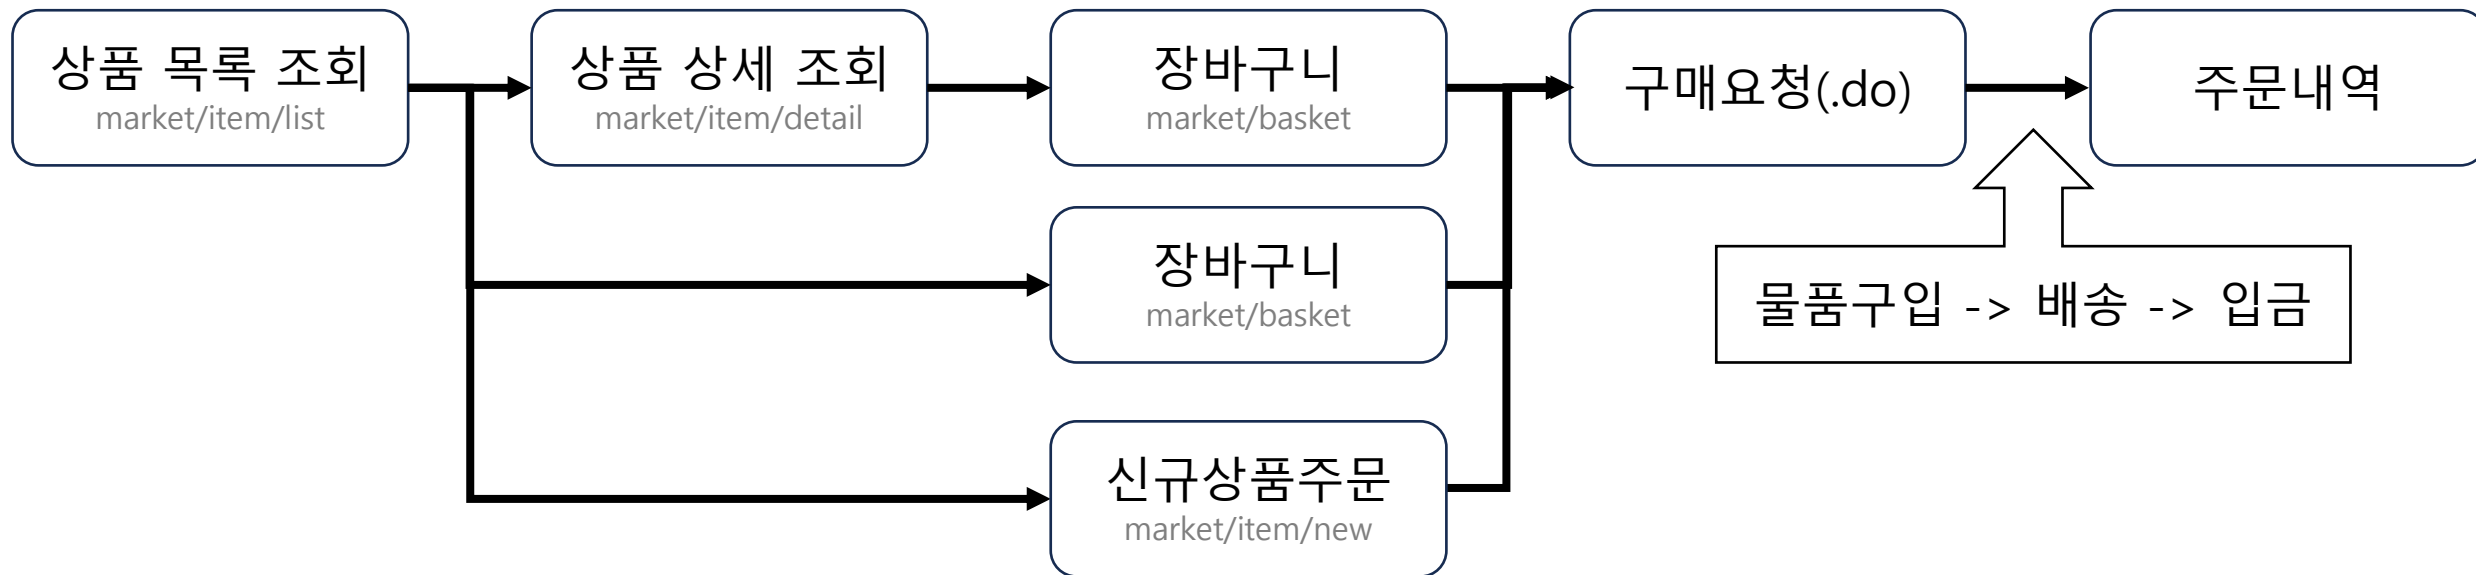 상품 목록 조회
market/item/list
상품 상세 조회
market/item/detail
장바구니
market/basket
구매요청(.do)
주문내역
장바구니
market/basket
물품구입 -> 배송 -> 입금
신규상품주문
market/item/new